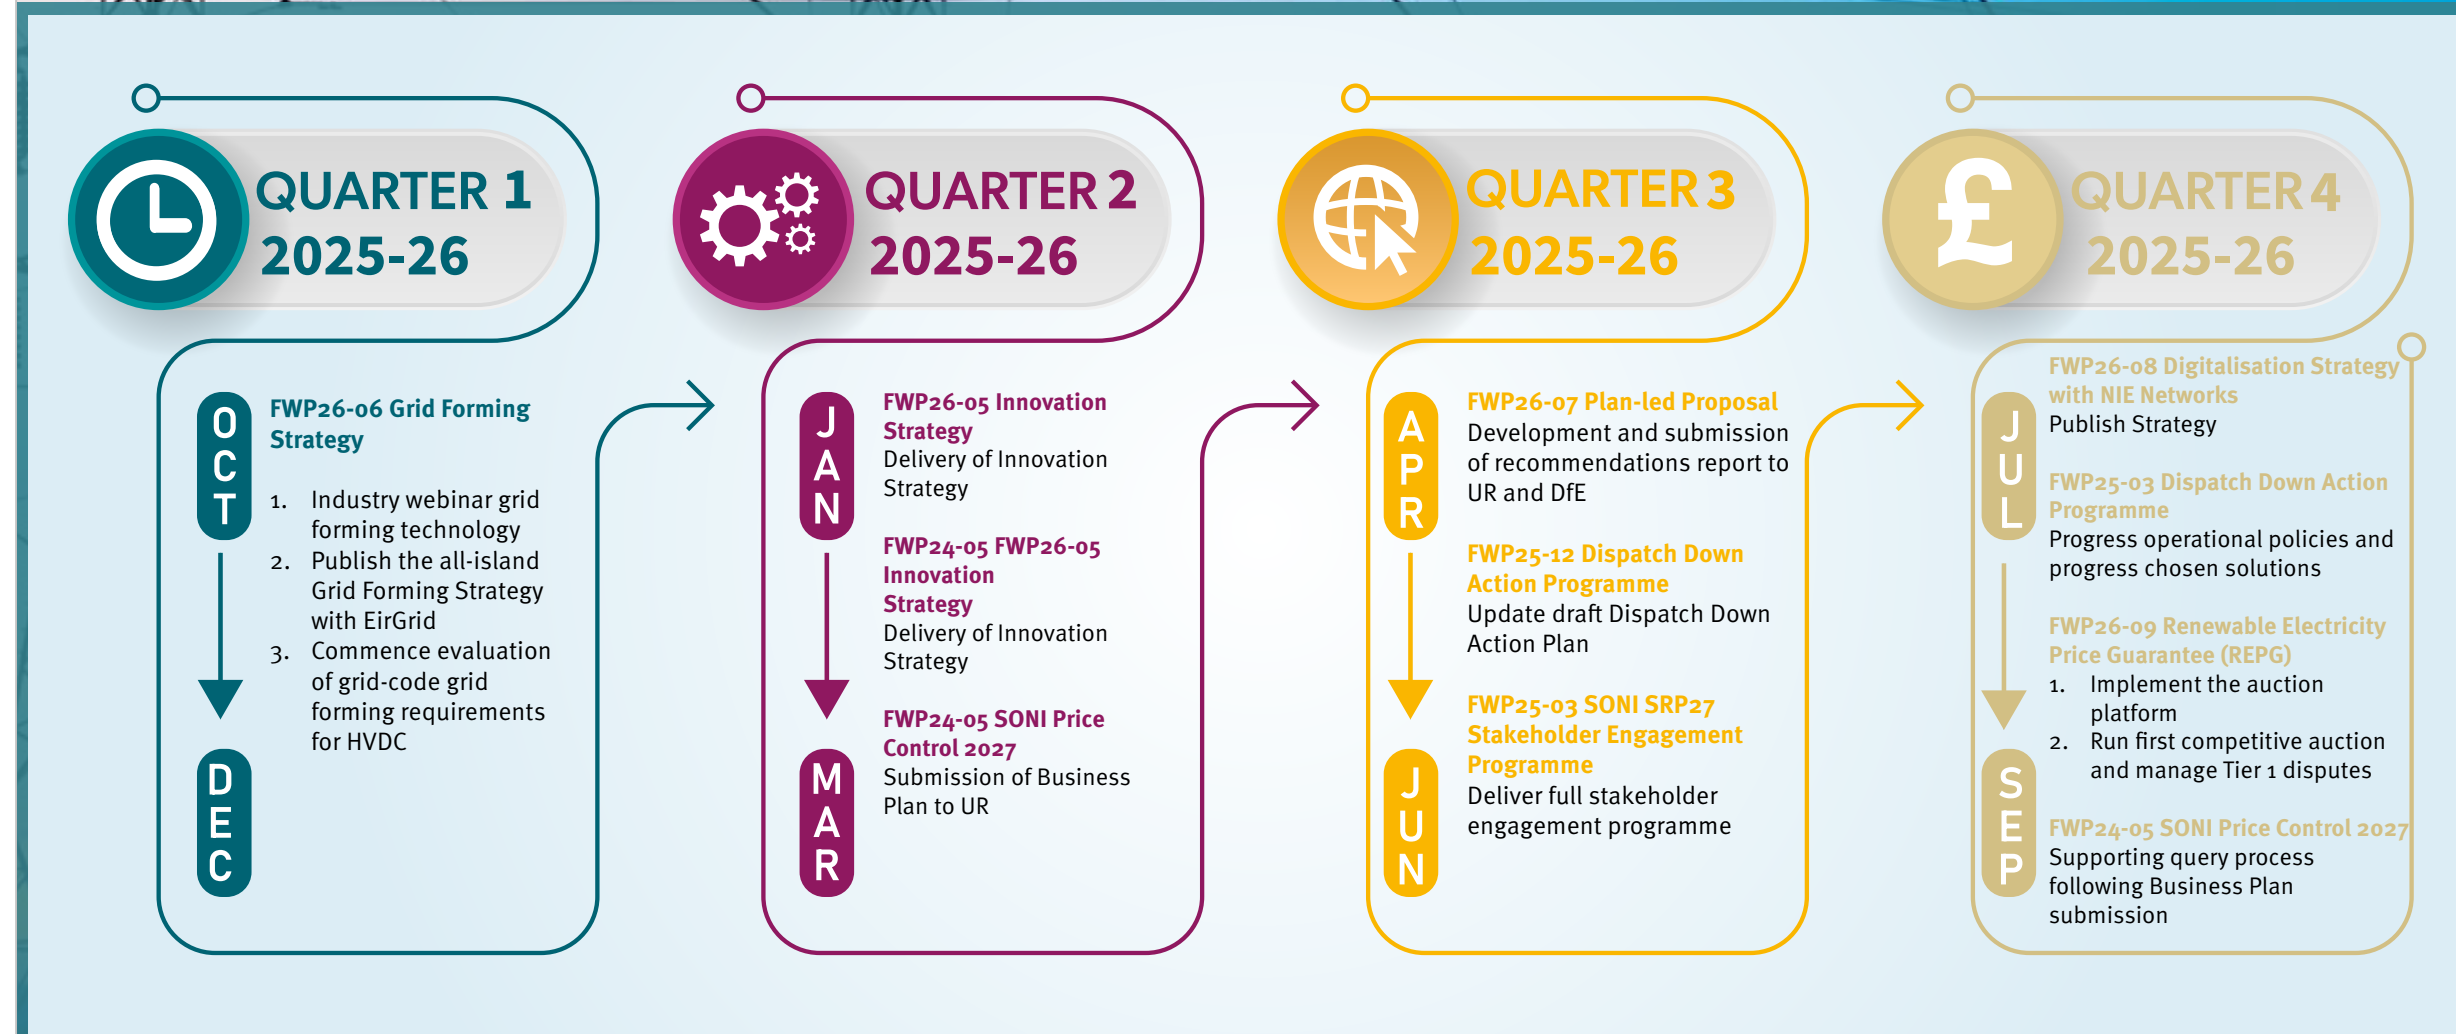 QUARTER 1
2025-26
OCT
DEC
FWP26-06 Grid Forming
Strategy
1. Industry webinar grid
forming technology
2. Publish the all-island
Grid Forming Strategy
with EirGrid
3. Commence evaluation
of grid-code grid
forming requirements
for HVDC
QUARTER 2
2025-26
JAN
MAR
FWP26-05 Innovation
Strategy
Delivery of Innovation
Strategy
FWP24-05 FWP26-05
Innovation
Strategy
Delivery of Innovation
Strategy
FWP24-05 SONI Price
Control 2027
Submission of Business
Plan to UR
QUARTER 3
2025-26
APR
JUN
FWP26-07 Plan-led Proposal
Development and submission
of recommendations report to
UR and DfE
FWP25-12 Dispatch Down
Action Programme
Update draft Dispatch Down
Action Plan
FWP25-03 SONI SRP27
Stakeholder Engagement
Programme
Deliver full stakeholder
engagement programme
£
QUARTER 4
2025-26
JUL
SEP
FWP26-08 Digitalisation Strategy
with NIE Networks
Publish Strategy
FWP25-03 Dispatch Down Action
Programme
Progress operational policies and
progress chosen solutions
FWP26-09 Renewable Electricity
Price Guarantee (REPG)
1. Implement the auction
platform
2. Run first competitive auction
and manage Tier 1 disputes
FWP24-05 SONI Price Control 2027
Supporting query process
following Business Plan
submission